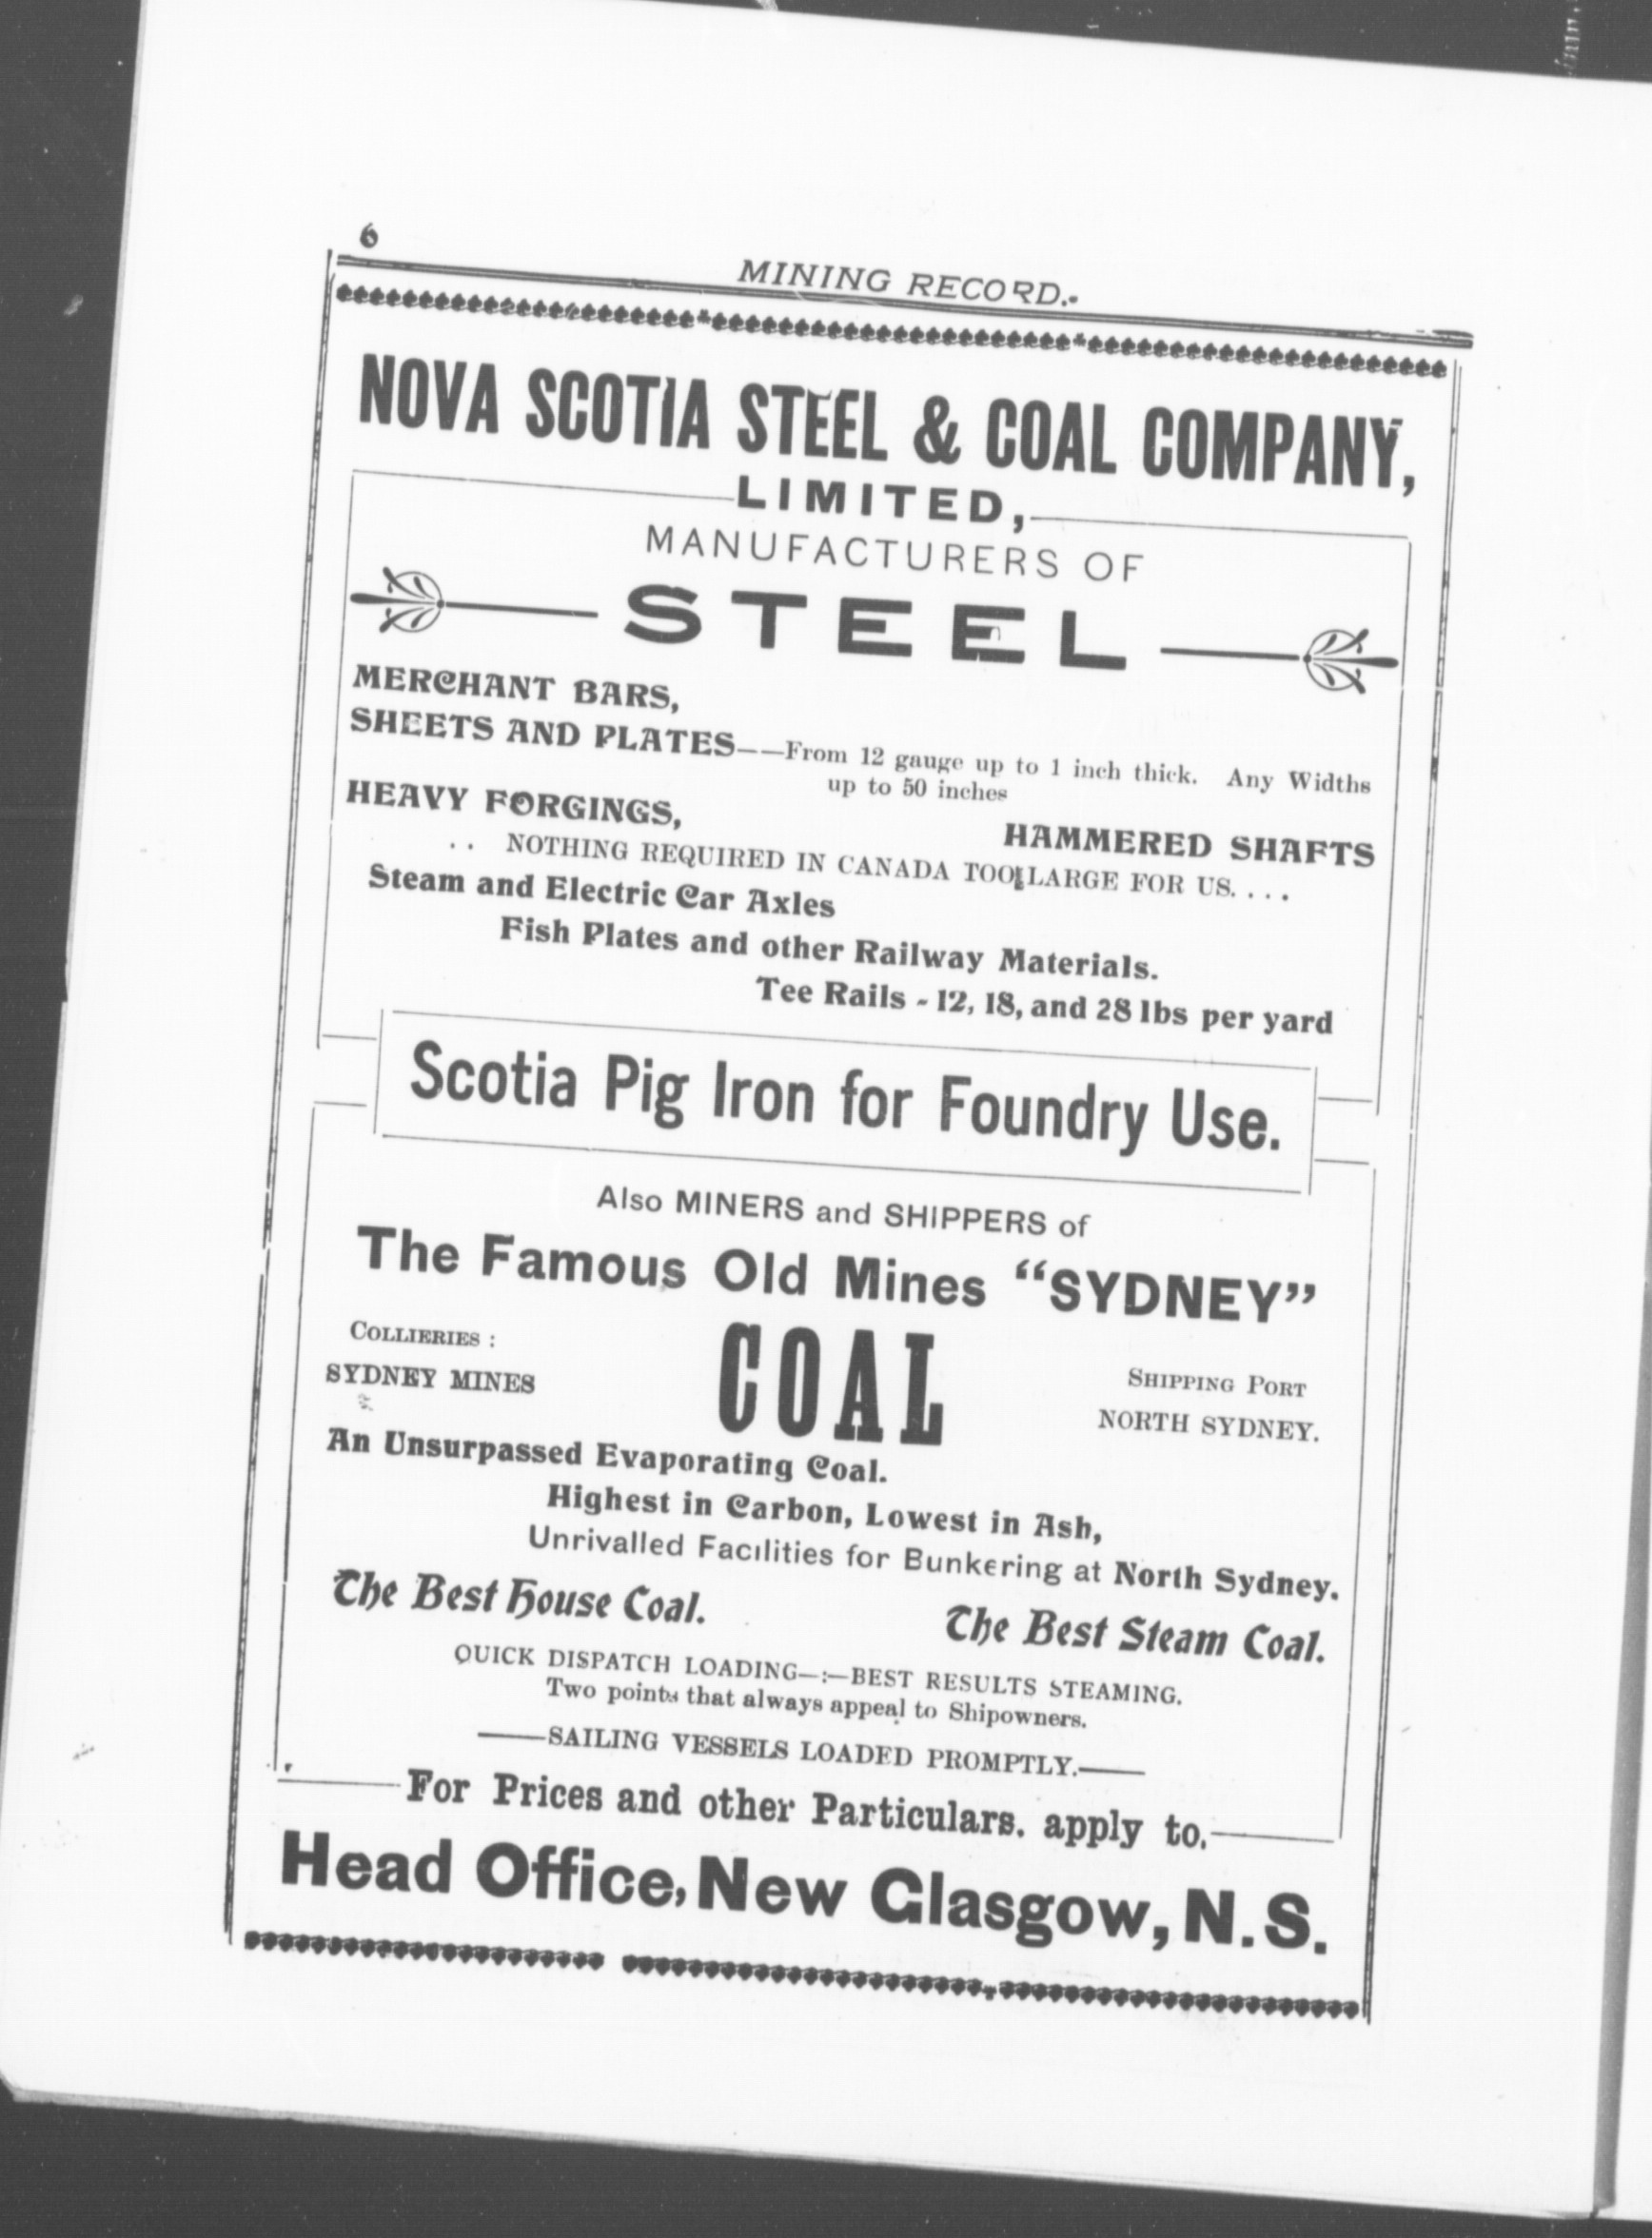 6
MINING RECORD.
NOVA SCOTIA STEEL & COAL COMPANY,
LIMITED,
MANUFACTURERS OF
STEEL
MERCHANT BARS,
SHEETS AND PLATES——From 12 gauge up to 1 inch thick. Any Widths
up to 50 inches
HEAVY FORGINGS,
HAMMERED SHAFTS
.. NOTHING REQUIRED IN CANADA TOO LARGE FOR US....
Steam and Electric Car Axles
Fish Plates and other Railway Materials.
Tee Rails - 12, 18, and 28 lbs per yard
Scotia Pig Iron for Foundry Use.
Also MINERS and SHIPPERS of
The Famous Old Mines “SYDNEY”
COAL
COLLIERIES :
SYDNEY MINES
SHIPPING PORT
NORTH SYDNEY.
An Unsurpassed Evaporating Coal.
Highest in Carbon, Lowest in Ash,
Unrivalled Facilities for Bunkering at North Sydney.
The Best House Coal.
The Best Steam Coal.
QUICK DISPATCH LOADING—:—BEST RESULTS STEAMING.
Two points that always appeal to Shipowners.
——SAILING VESSELS LOADED PROMPTLY.——
For Prices and other Particulars. apply to.
Head Office, New Glasgow, N.S.